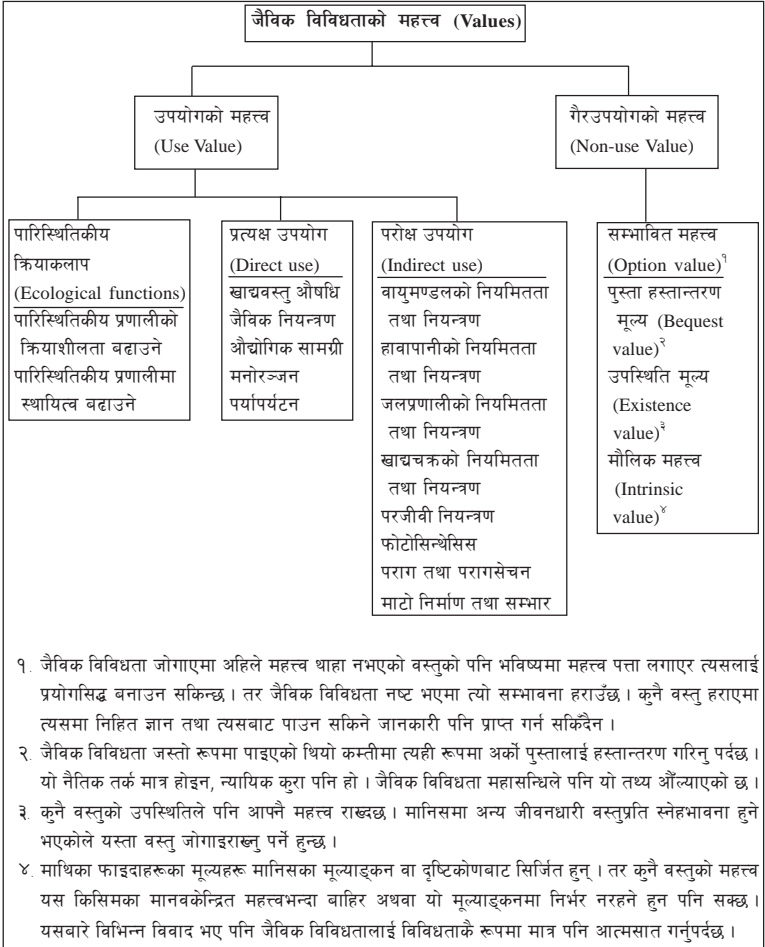 जैविक विविधताको महत्त्व (Values)
उपयोगको महत्त्व
(Use Value)
गैरउपयोगको महत्त्व
(Non-use Value)
पारिस्थितिकीय
क्रियाकलाप
(Ecological functions)
पारिस्थितिकीय प्रणालीको
क्रियाशीलता बढाउने
पारिस्थितिकीय प्रणालीमा
स्थायित्व बढाउने
प्रत्यक्ष उपयोग
(Direct use)
खाद्यवस्तु औषधि
जैविक नियन्त्रण
औद्योगिक सामग्री
मनोरञ्जन
पर्यापर्यटन
परोक्ष उपयोग
(Indirect use)
वायुमण्डलको नियमितता
तथा नियन्त्रण
हावापानीको नियमितता
तथा नियन्त्रण
जलप्रणालीको नियमितता
तथा नियन्त्रण
खाद्यचक्रको नियमितता
तथा नियन्त्रण
परजीवी नियन्त्रण
फोटोसिन्थेसिस
पराग तथा परागसेचन
माटो निर्माण तथा सम्भार
सम्भावित महत्त्व
(Option value)१
पुस्ता हस्तान्तरण
मूल्य (Bequest
value)२
उपस्थिति मूल्य
(Existence
value)३
मौलिक महत्त्व
(Intrinsic
value)४
१. जैविक विविधता जोगाएमा अहिले महत्त्व थाहा नभएको वस्तुको पनि भविष्यमा महत्त्व पत्ता लगाएर त्यसलाई
प्रयोगसिद्ध बनाउन सकिन्छ । तर जैविक विविधता नष्ट भएमा त्यो सम्भावना हराउँछ । कुनै वस्तु हराएमा
त्यसमा निहित ज्ञान तथा त्यसबाट पाउन सकिने जानकारी पनि प्राप्त गर्न सकिँदैन ।
२. जैविक विविधता जस्तो रूपमा पाइएको थियो कम्तीमा त्यही रूपमा अर्को पुस्तालाई हस्तान्तरण गरिनु पर्दछ ।
यो नैतिक तर्क मात्र होइन, न्यायिक कुरा पनि हो । जैविक विविधता महासन्धिले पनि यो तथ्य औँल्याएको छ ।
३. कुनै वस्तुको उपस्थितिले पनि आफ्नै महत्त्व राख्दछ । मानिसमा अन्य जीवनधारी वस्तुप्रति स्नेहभावना हुने
भएकोले यस्ता वस्तु जोगाइराख्नु पर्ने हुन्छ ।
४. माथिका फाइदाहरूका मूल्यहरू मानिसका मूल्याङ्कन वा दृष्टिकोणबाट सिर्जित हुन् । तर कुनै वस्तुको महत्त्व
यस किसिमका मानवकेन्द्रित महत्त्वभन्दा बाहिर अथवा यो मूल्याङ्कनमा निर्भर नरहने हुन पनि सक्छ ।
यसबारे विभिन्न विवाद भए पनि जैविक विविधतालाई विविधताकै रूपमा मात्र पनि आत्मसात गर्नुपर्दछ ।